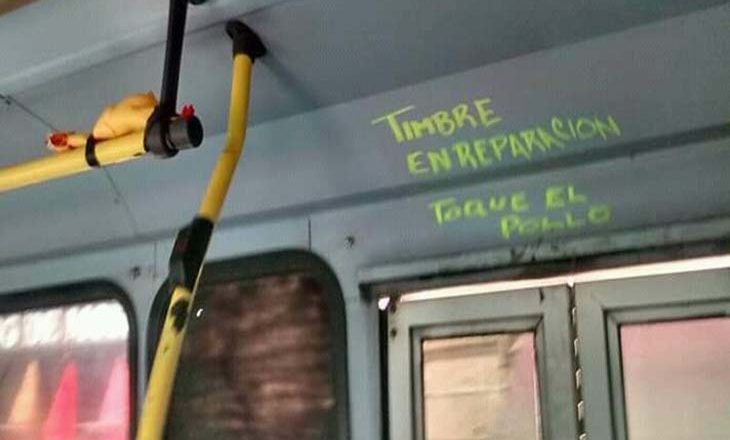 TIMBRE
EN REPARACION
TOQUE EL
POLLO